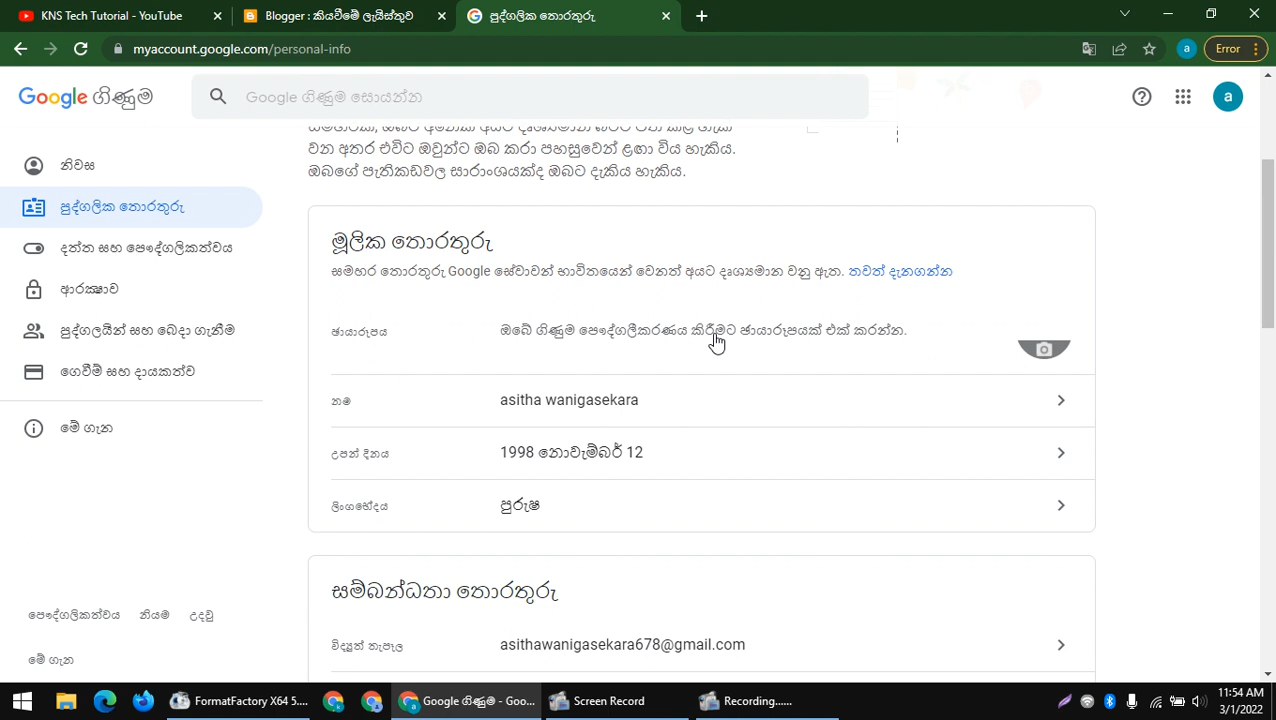 KNS Tech Tutorial - YouTube
Blogger : කියවීමේ ලැයිස්තුව
පුද්ගලික තොරතුරු
myaccount.google.com/personal-info
a
Error
Google ගිණුම
Google ගිණුම සොයන්න
a
වන අතර එවිට ඔවුන්ට ඔබ කරා පහසුවෙන් ළඟා විය හැකිය.
ඔබගේ පැතිකඩවල සාරාංශයක්ද ඔබට දැකිය හැකිය.
නිවස
පුද්ගලික තොරතුරු
දත්ත සහ පෞද්ගලිකත්වය
ආරක්‍ෂාව
පුද්ගලයින් සහ බෙදා ගැනීම
ගෙවීම් සහ දායකත්ව
මේ ගැන
මූලික තොරතුරු
සමහර තොරතුරු Google සේවාවන් භාවිතයෙන් වෙනත් අයට දෘශ්‍යමාන වනු ඇත. තවත් දැනගන්න
ඡායාරූපය
ඔබේ ගිණුම පෞද්ගලීකරණය කිරීමට ඡායාරූපයක් එක් කරන්න.
නම
asitha wanigasekara
උපන් දිනය
1998 නොවැම්බර් 12
ලිංගභේදය
පුරුෂ
සම්බන්ධතා තොරතුරු
විද්‍යුත් තැපෑල
asithawanigasekara678@gmail.com
පෞද්ගලිකත්වය
නියම
උදවු
මේ ගැන
FormatFactory X64 5....
Google ගිණුම - Goo...
Screen Record
Recording......
11:54 AM
3/1/2022